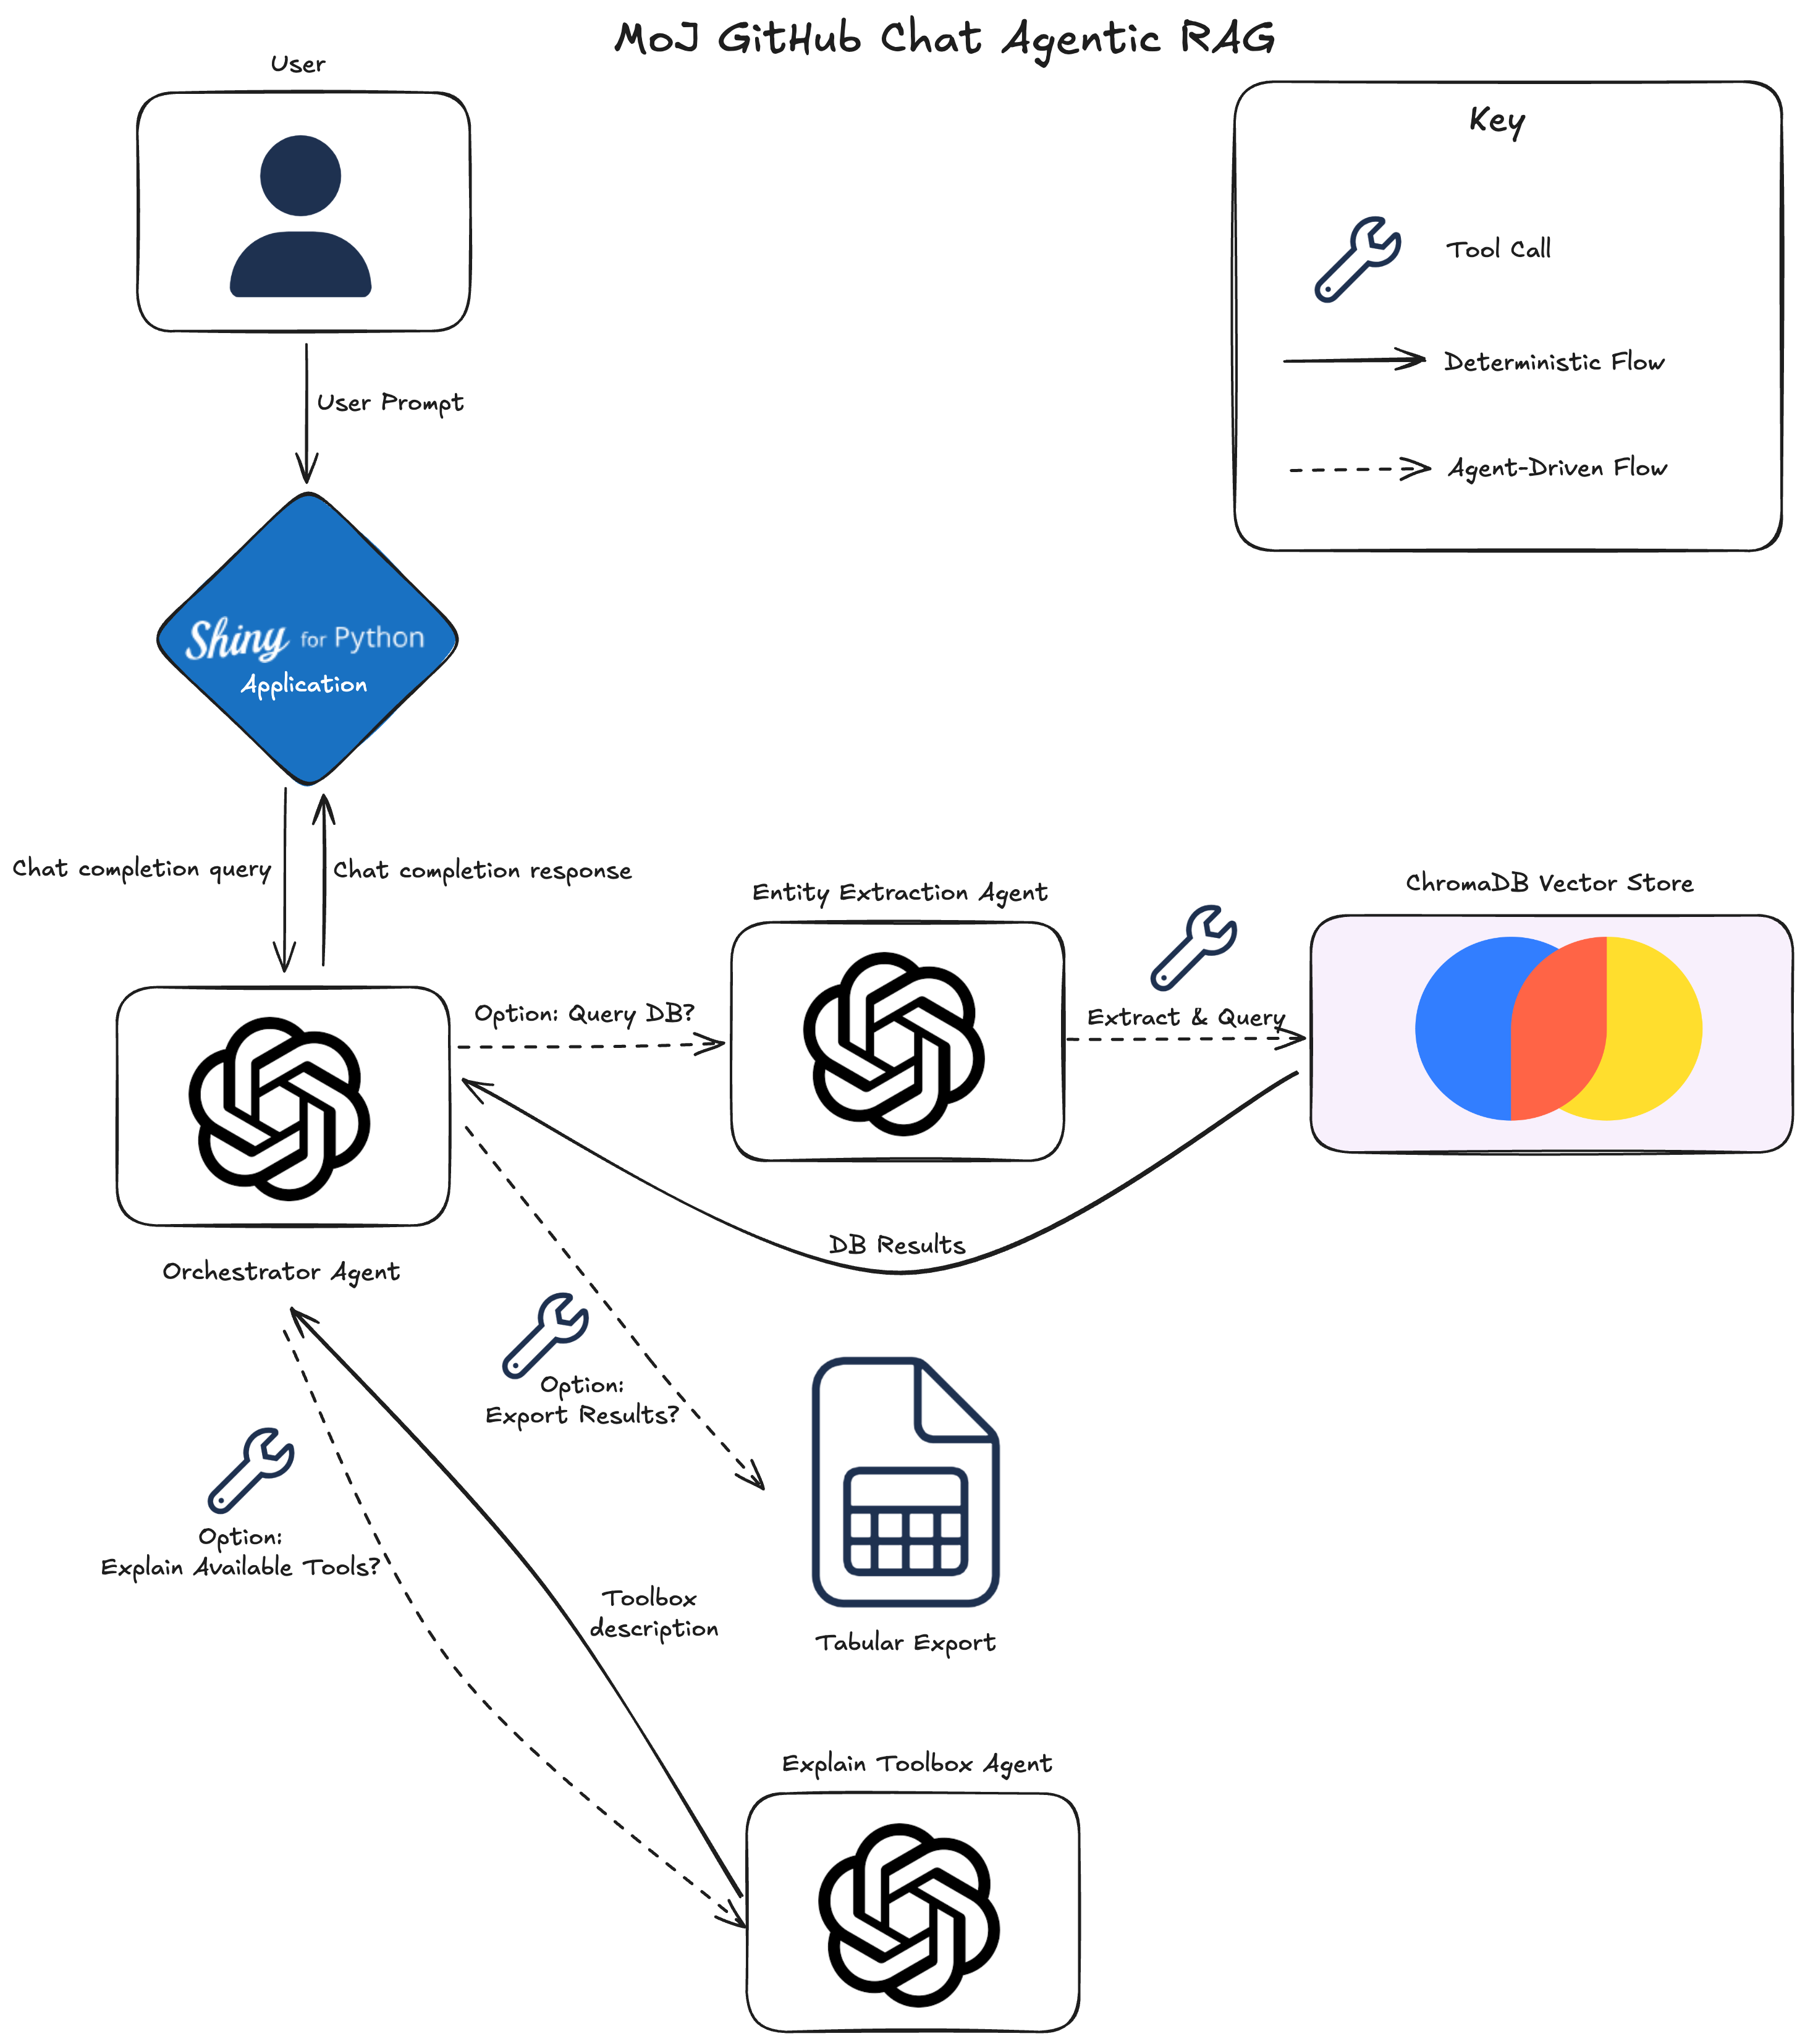 MoJ GitHub Chat Agentic RAG
User
Key
Tool Call
Deterministic Flow
Agent-Driven Flow
User Prompt
Shiny for Python
Application
Chat completion query
Chat completion response
Entity Extraction Agent
ChromaDB Vector Store
Option: Query DB?
Extract & Query
DB Results
Orchestrator Agent
Option:
Export Results?
Option:
Explain Available Tools?
Toolbox
description
Tabular Export
Explain Toolbox Agent